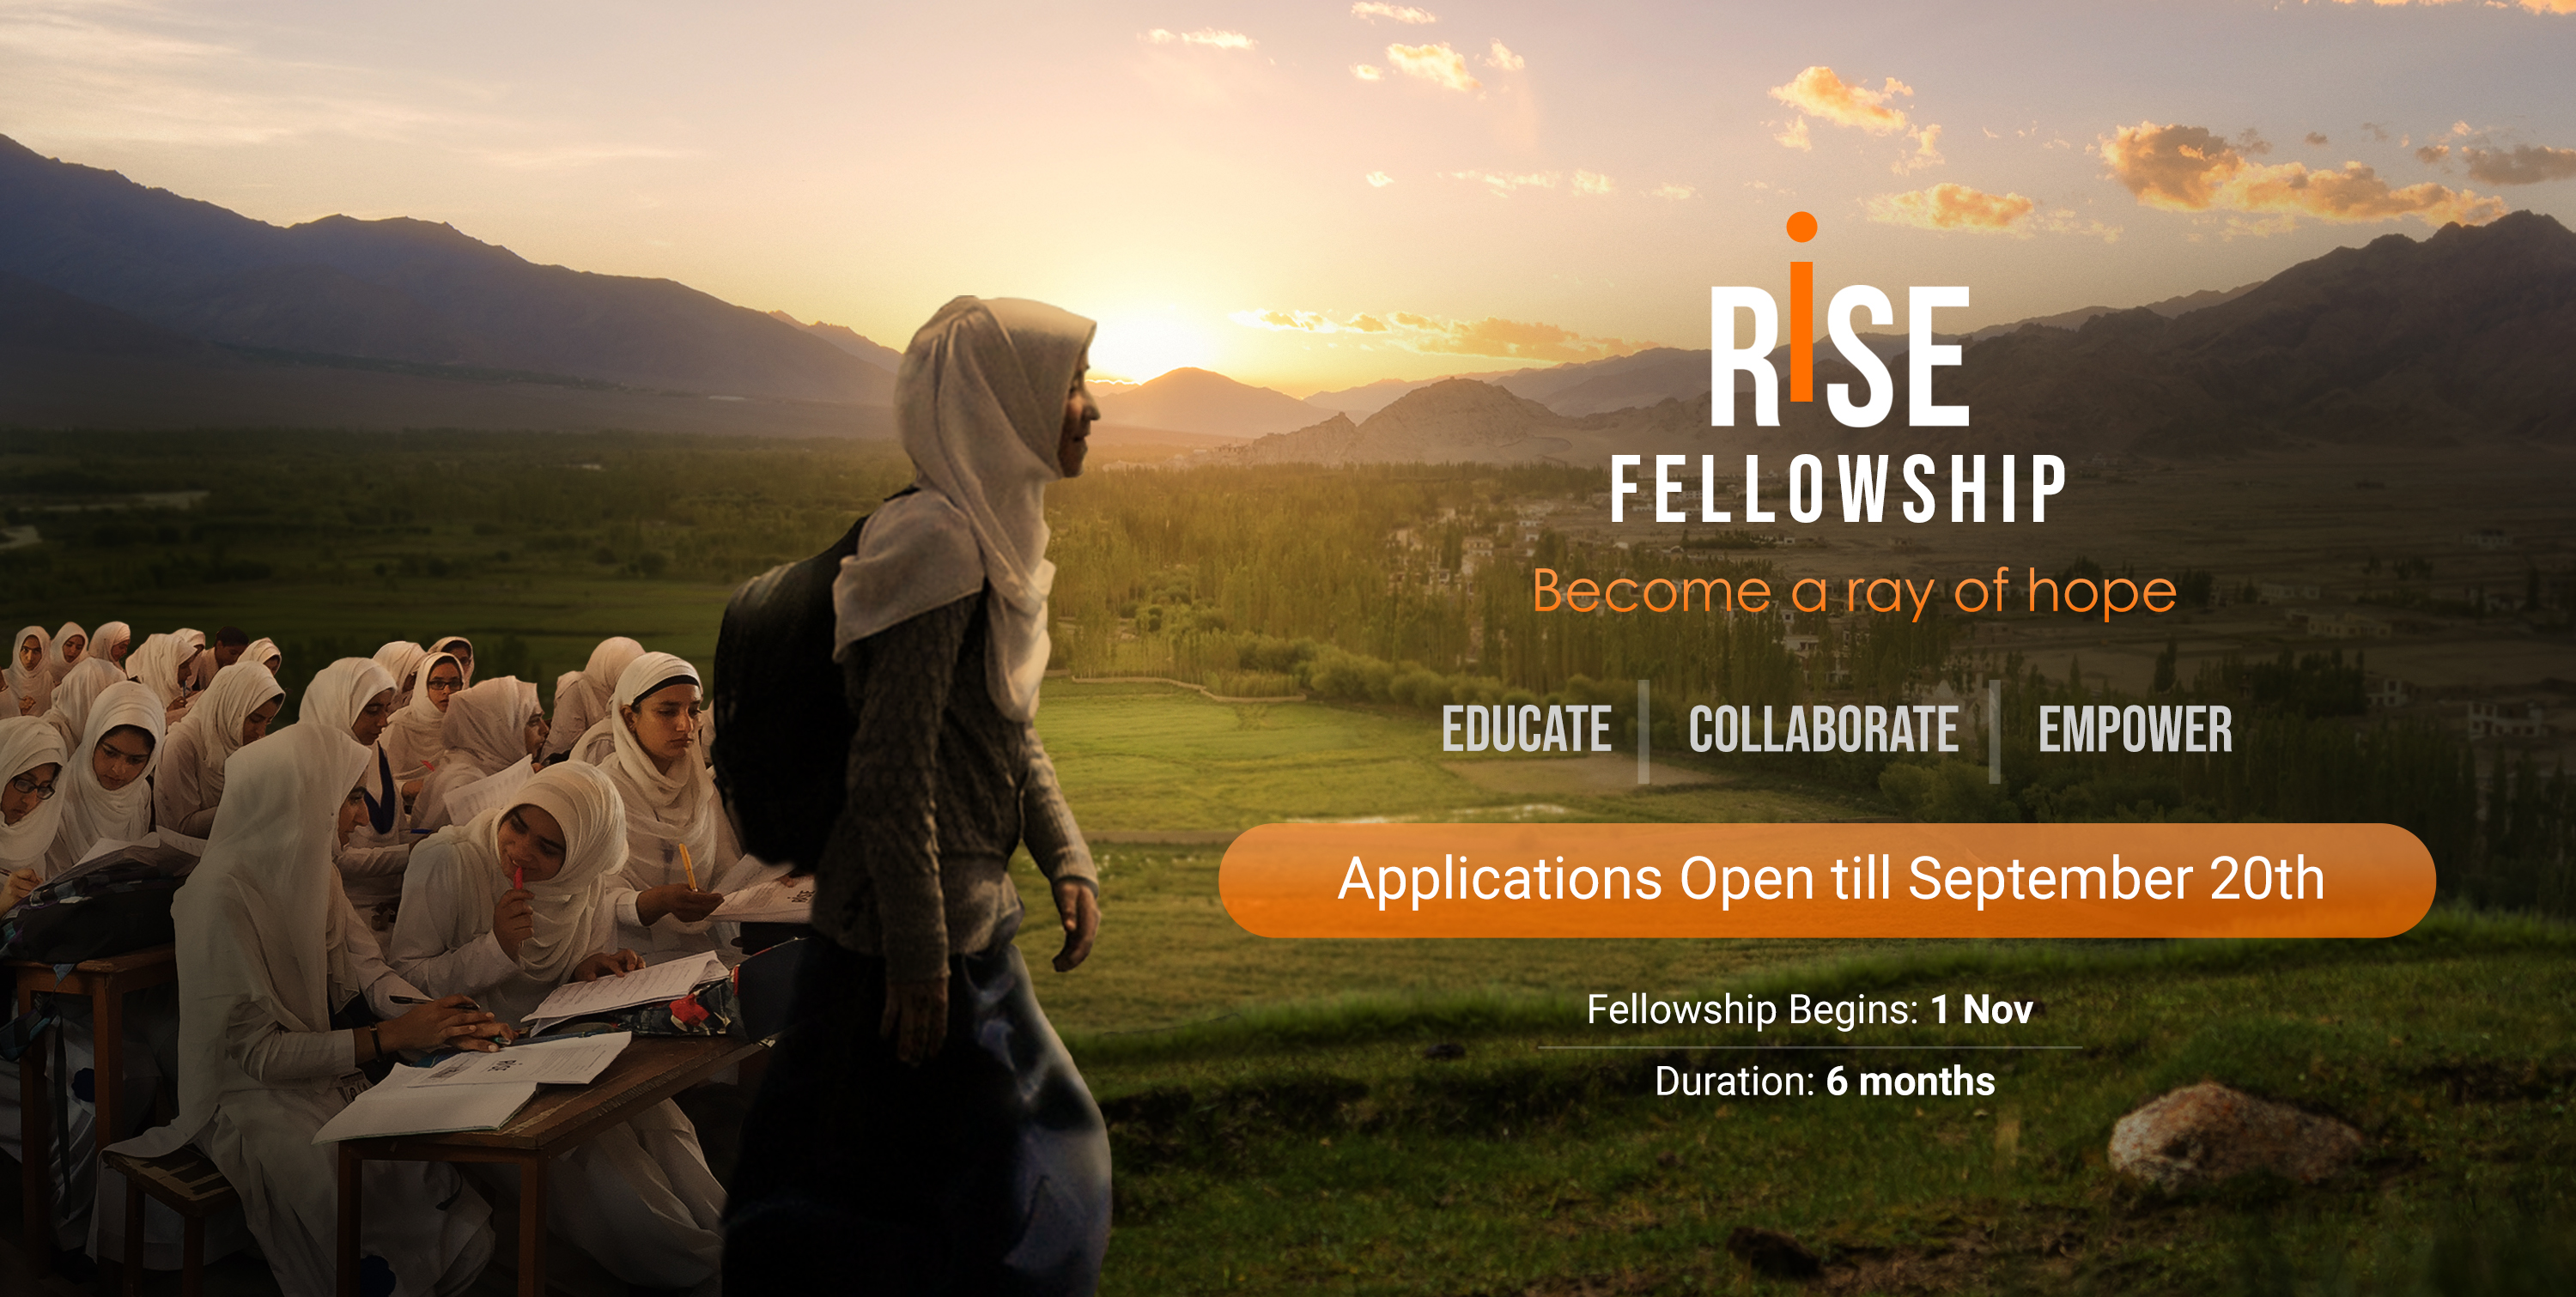 RiSE
FELLOWSHIP
Become a ray of hope
EDUCATE | COLLABORATE | EMPOWER
Applications Open till September 20th
Fellowship Begins: 1 Nov
Duration: 6 months